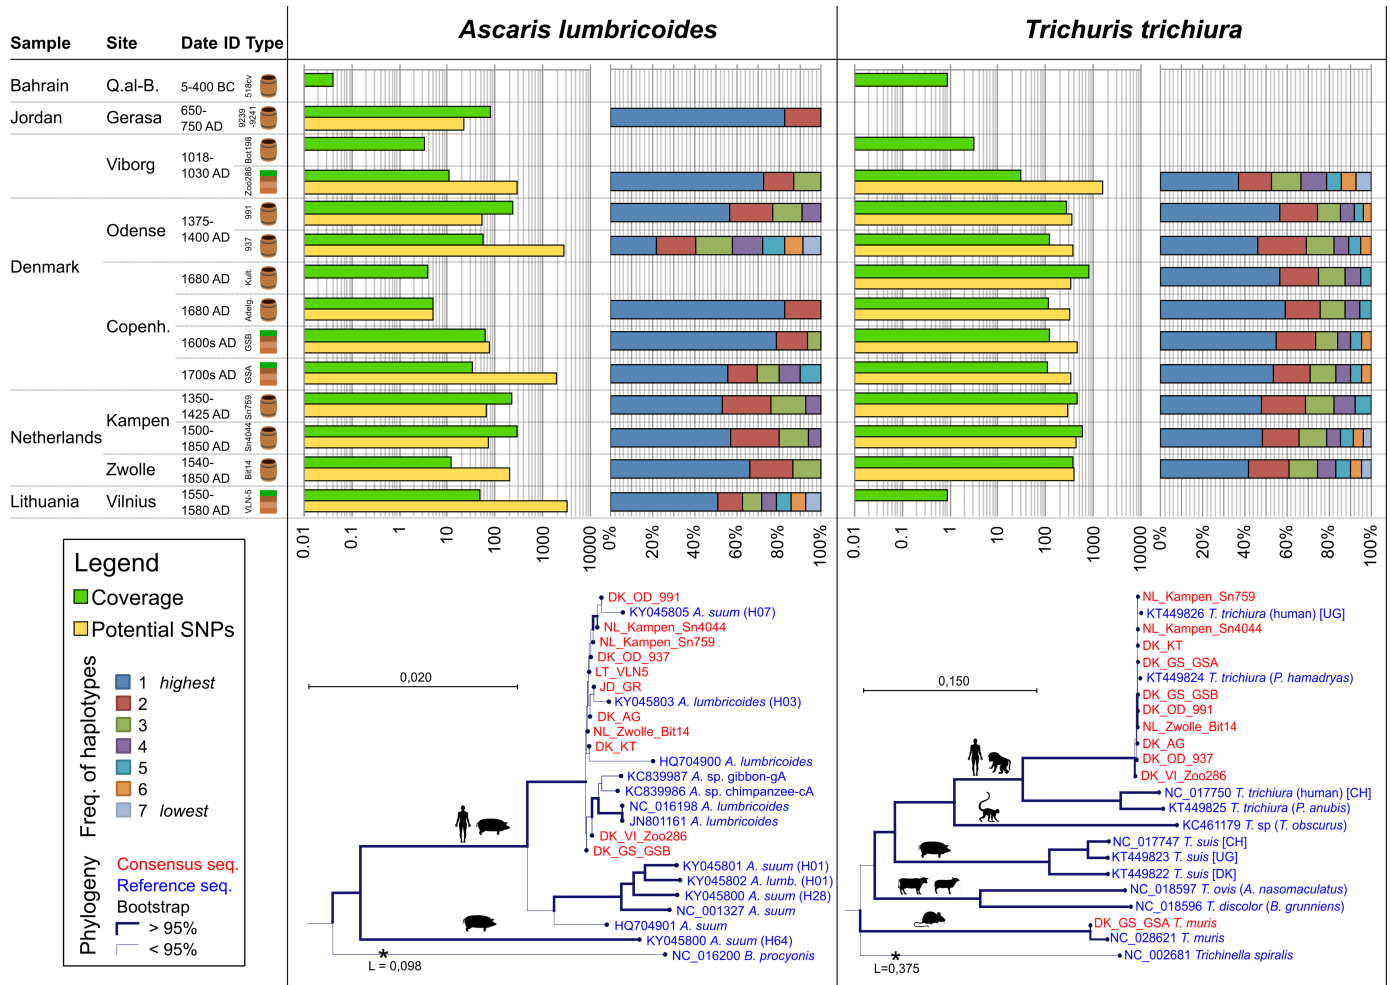 Ascaris lumbricoides
Trichuris trichiura
Sample Site Date ID Type
Bahrain Q.al-B. 5-400 BC 518cv
Jordan Gerasa 650-
750 AD 9239
-9241
Viborg 1018-
1030 AD Bot198
Zoo286
Denmark
Odense 1375-
1400 AD 991
937
Copenh.
1680 AD Kult.
1680 AD Adelg.
1600s AD GSB
1700s AD GSA
Netherlands
Kampen 1350-
1425 AD Sn759
1500-
1850 AD Sn4044
Zwolle 1540-
1850 AD Bit14
Lithuania Vilnius 1550-
1580 AD VLN-5
0.01 0.1 1 10 100 1000 10000
0% 20% 40% 60% 80% 100%
0.01 0.1 1 10 100 1000 10000
0% 20% 40% 60% 80% 100%
Legend
Coverage
Potential SNPs
Freq. of haplotypes
1 highest
2
3
4
5
6
7 lowest
Phylogeny
Consensus seq.
Reference seq.
Bootstrap
> 95%
< 95%
0,020
DK_OD_991
KY045805 A. suum (H07)
NL_Kampen_Sn4044
NL_Kampen_Sn759
DK_OD_937
LT_VLN5
JD_GR
KY045803 A. lumbricoides (H03)
DK_AG
NL_Zwolle_Bit14
DK_KT
HQ704900 A. lumbricoides
KC839987 A. sp. gibbon-gA
KC839986 A. sp. chimpanzee-cA
NC_016198 A. lumbricoides
JN801161 A. lumbricoides
DK_VI_Zoo286
DK_GS_GSB
KY045801 A. suum (H01)
KY045802 A. lumb. (H01)
KY045800 A. suum (H28)
NC_001327 A. suum
HQ704901 A. suum
KY045800 A. suum (H64)
NC_016200 B. procyonis
*
L = 0,098
0,150
NL_Kampen_Sn759
KT449826 T. trichiura (human) [UG]
NL_Kampen_Sn4044
DK_KT
DK_GS_GSA
KT449824 T. trichiura (P. hamadryas)
DK_GS_GSB
DK_OD_991
NL_Zwolle_Bit14
DK_AG
DK_OD_937
DK_VI_Zoo286
NC_017750 T. trichiura (human) [CH]
KT449825 T. trichiura (P. anubis)
KC461179 T. sp (T. obscurus)
NC_017747 T. suis [CH]
KT449823 T. suis [UG]
KT449822 T. suis [DK]
NC_018597 T. ovis (A. nasomaculatus)
NC_018596 T. discolor (B. grunniens)
DK_GS_GSA T. muris
NC_028621 T. muris
NC_002681 Trichinella spiralis
*
L=0,375